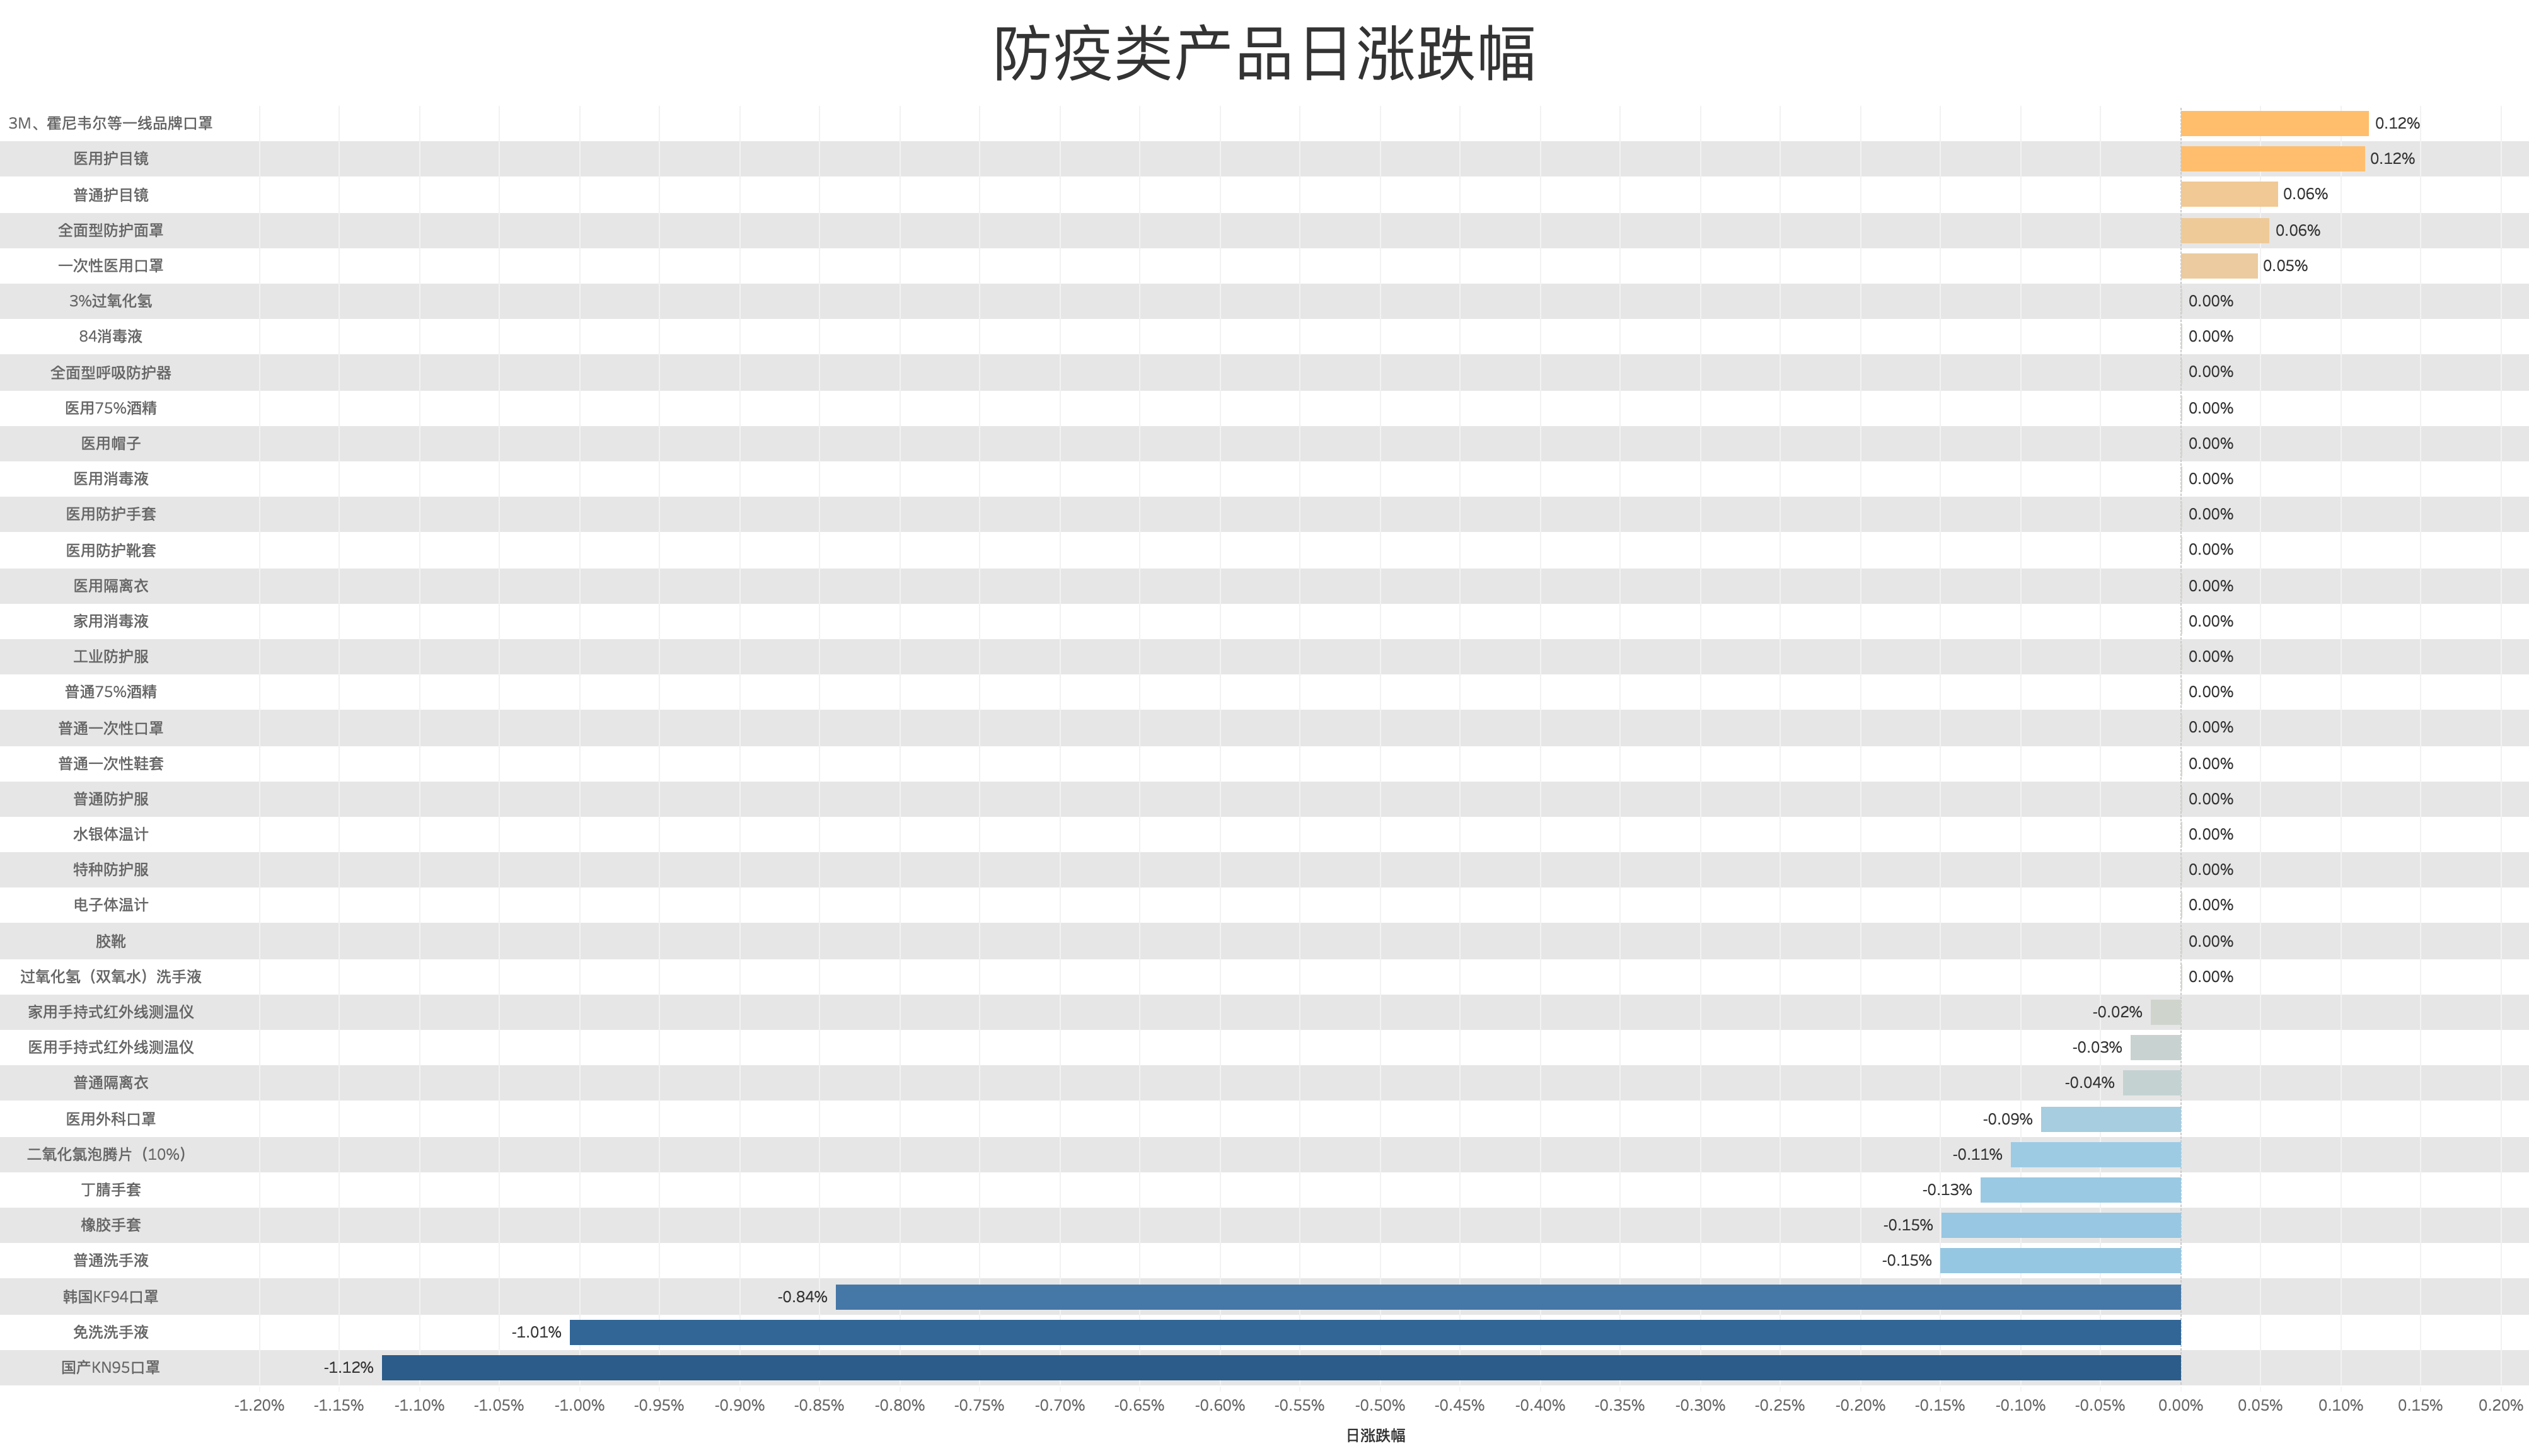 防疫类产品日涨跌幅
3M、霍尼韦尔等一线品牌口罩 0.12%
医用护目镜 0.12%
普通护目镜 0.06%
全面型防护面罩 0.06%
一次性医用口罩 0.05%
3%过氧化氢 0.00%
84消毒液 0.00%
全面型呼吸防护器 0.00%
医用75%酒精 0.00%
医用帽子 0.00%
医用消毒液 0.00%
医用防护手套 0.00%
医用防护靴套 0.00%
医用隔离衣 0.00%
家用消毒液 0.00%
工业防护服 0.00%
普通75%酒精 0.00%
普通一次性口罩 0.00%
普通一次性鞋套 0.00%
普通防护服 0.00%
水银体温计 0.00%
特种防护服 0.00%
电子体温计 0.00%
胶靴 0.00%
过氧化氢（双氧水）洗手液 0.00%
家用手持式红外线测温仪 -0.02%
医用手持式红外线测温仪 -0.03%
普通隔离衣 -0.04%
医用外科口罩 -0.09%
二氧化氯泡腾片（10%） -0.11%
丁腈手套 -0.13%
橡胶手套 -0.15%
普通洗手液 -0.15%
韩国KF94口罩 -0.84%
免洗洗手液 -1.01%
国产KN95口罩 -1.12%
-1.20% -1.15% -1.10% -1.05% -1.00% -0.95% -0.90% -0.85% -0.80% -0.75% -0.70% -0.65% -0.60% -0.55% -0.50% -0.45% -0.40% -0.35% -0.30% -0.25% -0.20% -0.15% -0.10% -0.05% 0.00% 0.05% 0.10% 0.15% 0.20%
日涨跌幅